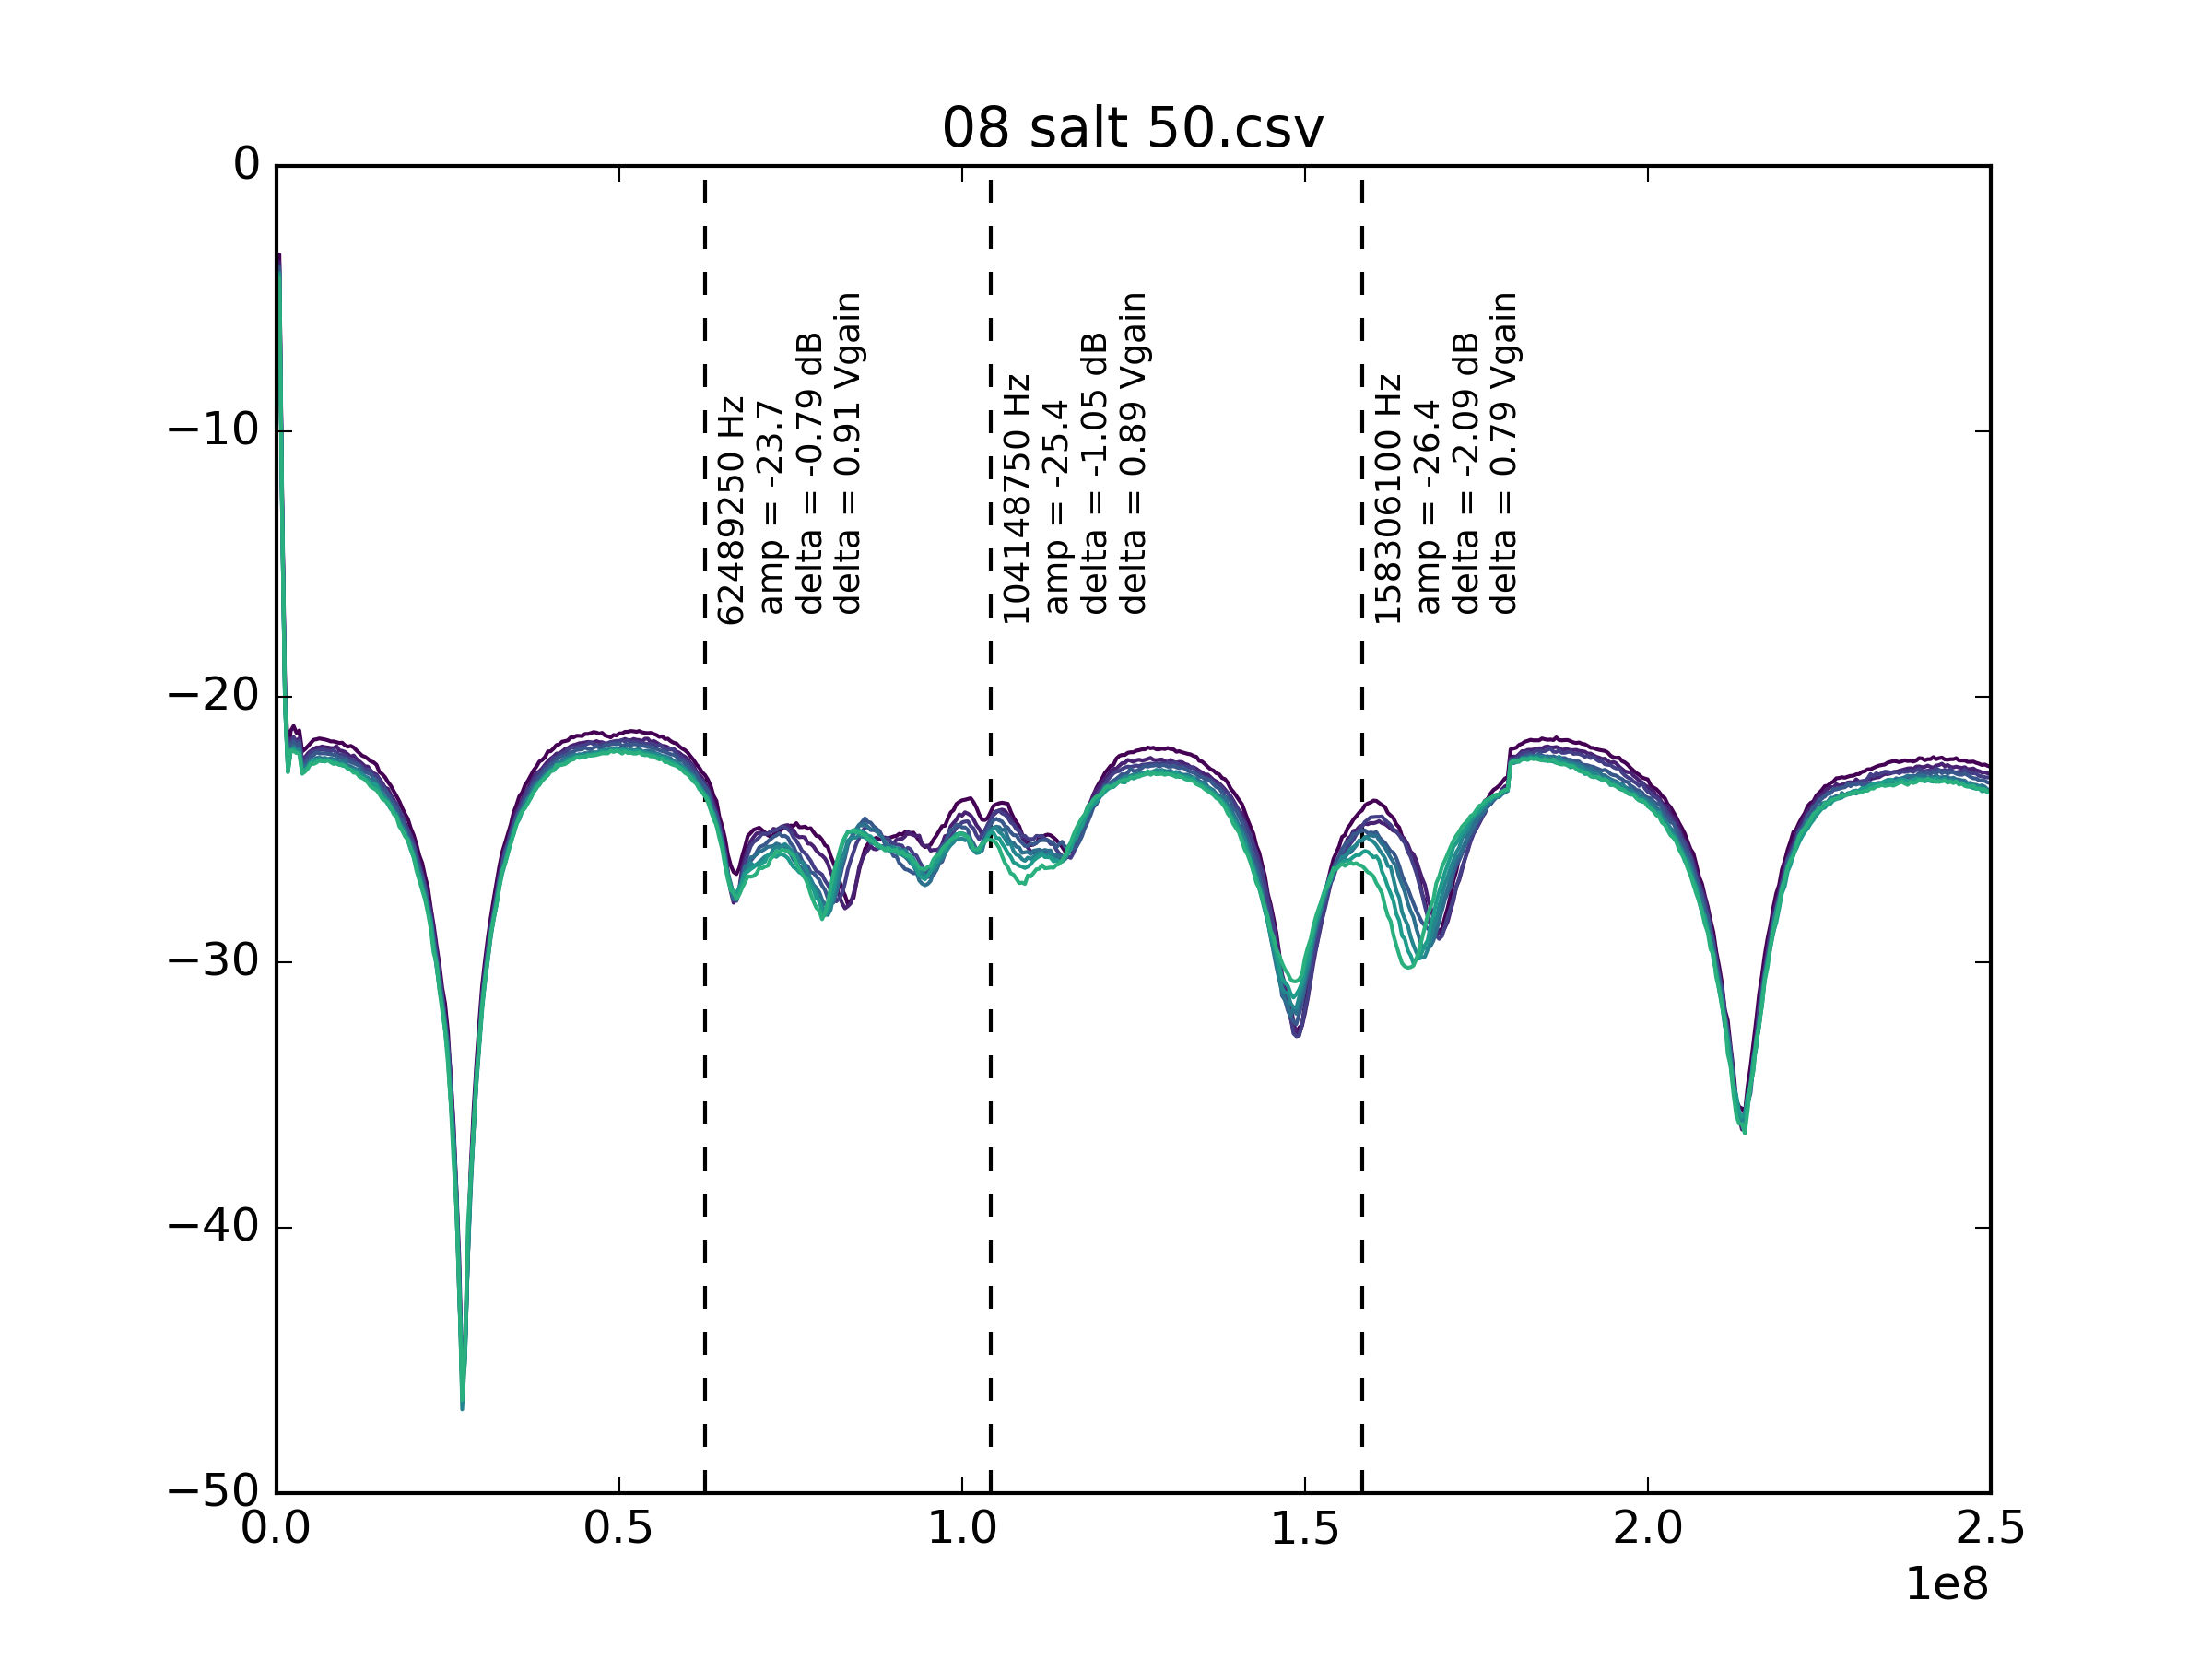 08 salt 50.csv
0
−10
−20
−30
−40
−50
62489250 Hz
amp = -23.7
delta = -0.79 dB
delta = 0.91 Vgain
104148750 Hz
amp = -25.4
delta = -1.05 dB
delta = 0.89 Vgain
158306100 Hz
amp = -26.4
delta = -2.09 dB
delta = 0.79 Vgain
0.0 0.5 1.0 1.5 2.0 2.5
1e8